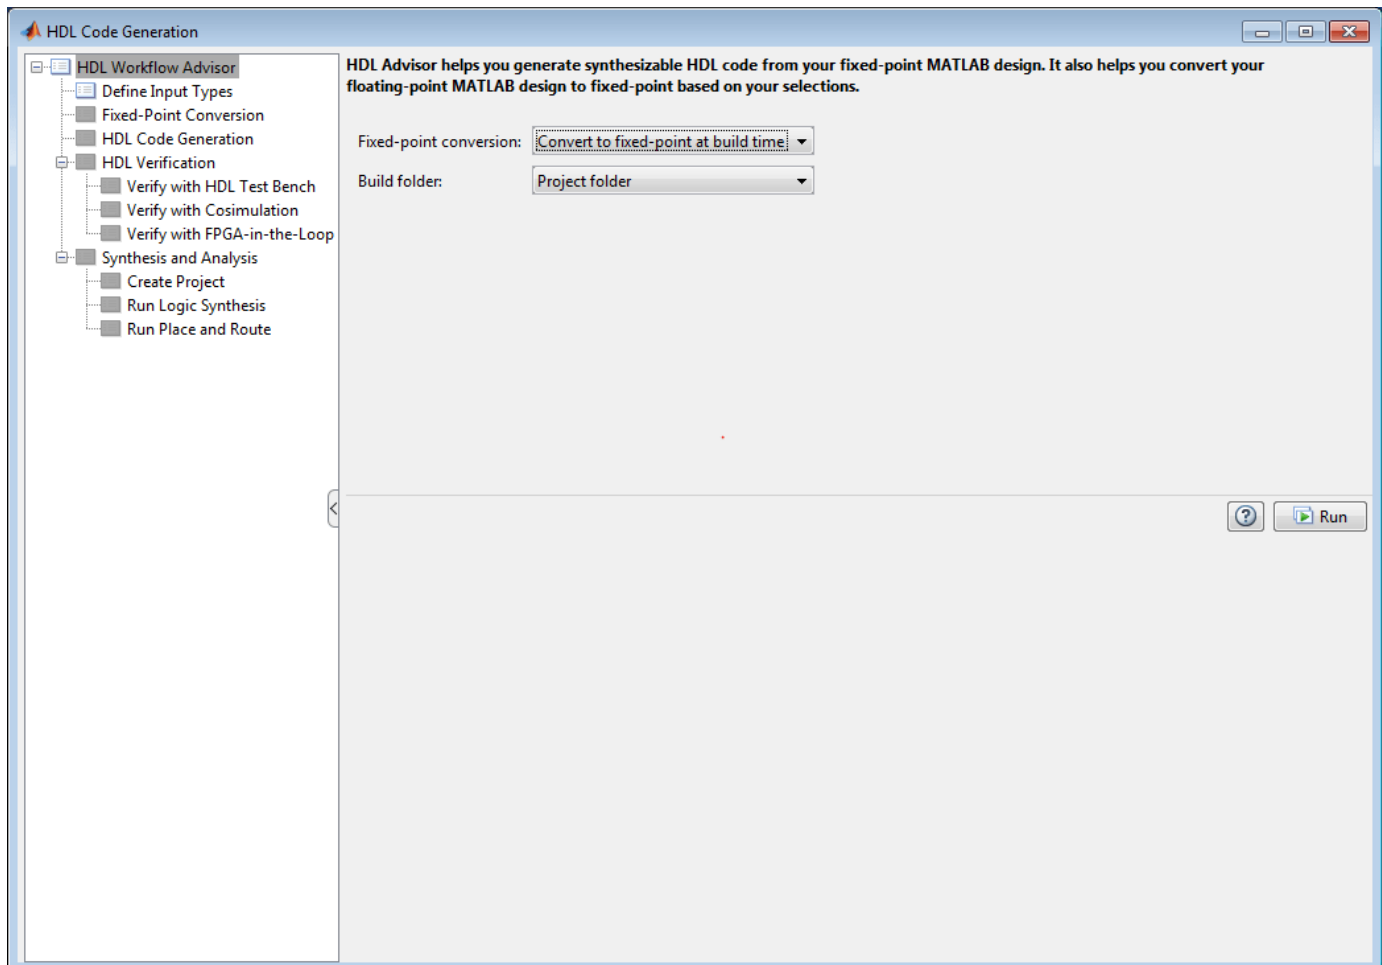 HDL Code Generation
HDL Workflow Advisor
Define Input Types
Fixed-Point Conversion
HDL Code Generation
HDL Verification
Verify with HDL Test Bench
Verify with Cosimulation
Verify with FPGA-in-the-Loop
Synthesis and Analysis
Create Project
Run Logic Synthesis
Run Place and Route
HDL Advisor helps you generate synthesizable HDL code from your fixed-point MATLAB design. It also helps you convert your
floating-point MATLAB design to fixed-point based on your selections.
Fixed-point conversion: Convert to fixed-point at build time
Build folder: Project folder
Run